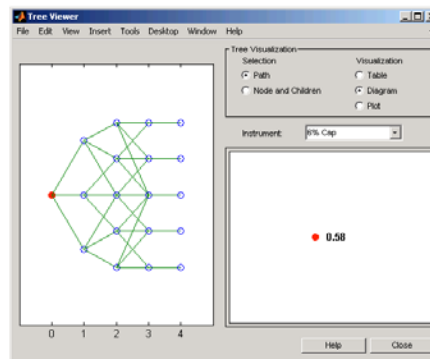 Tree Viewer
File Edit View Insert Tools Desktop Window Help
Tree Visualization
Selection Visualization
Path Table
Node and Children Diagram
Plot
Instrument: 6% Cap
0.58
0 1 2 3 4
Help Close